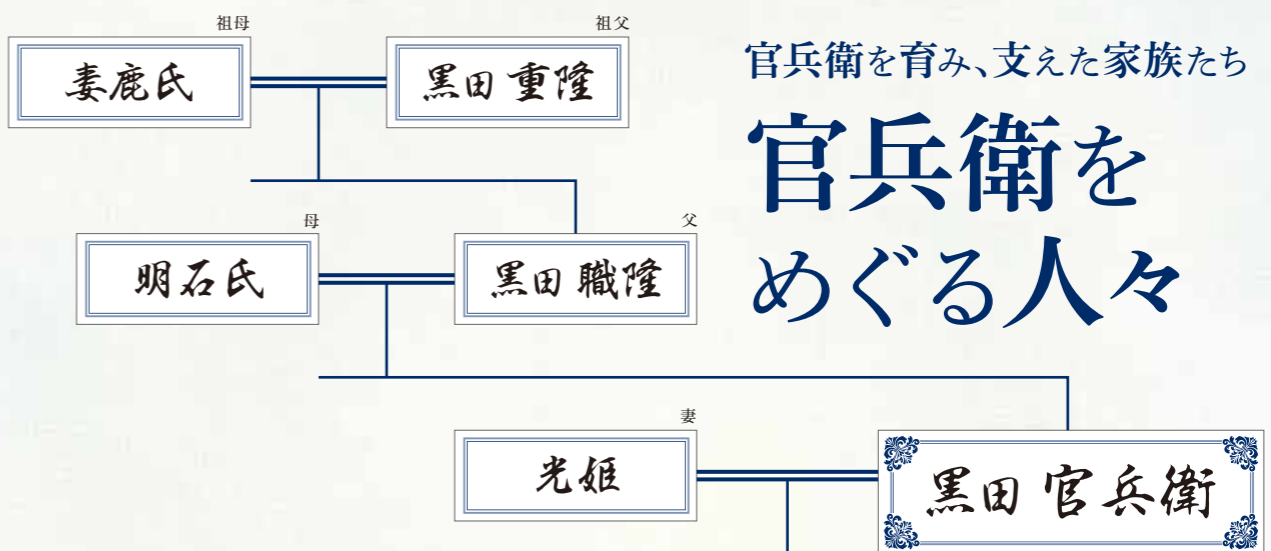 官兵衛を育み、支えた家族たち
官兵衛を
めぐる人々
祖母
妻鹿氏
祖父
黒田 重隆
母
明石氏
父
黒田 職隆
妻
光姫
黒田 官兵衛